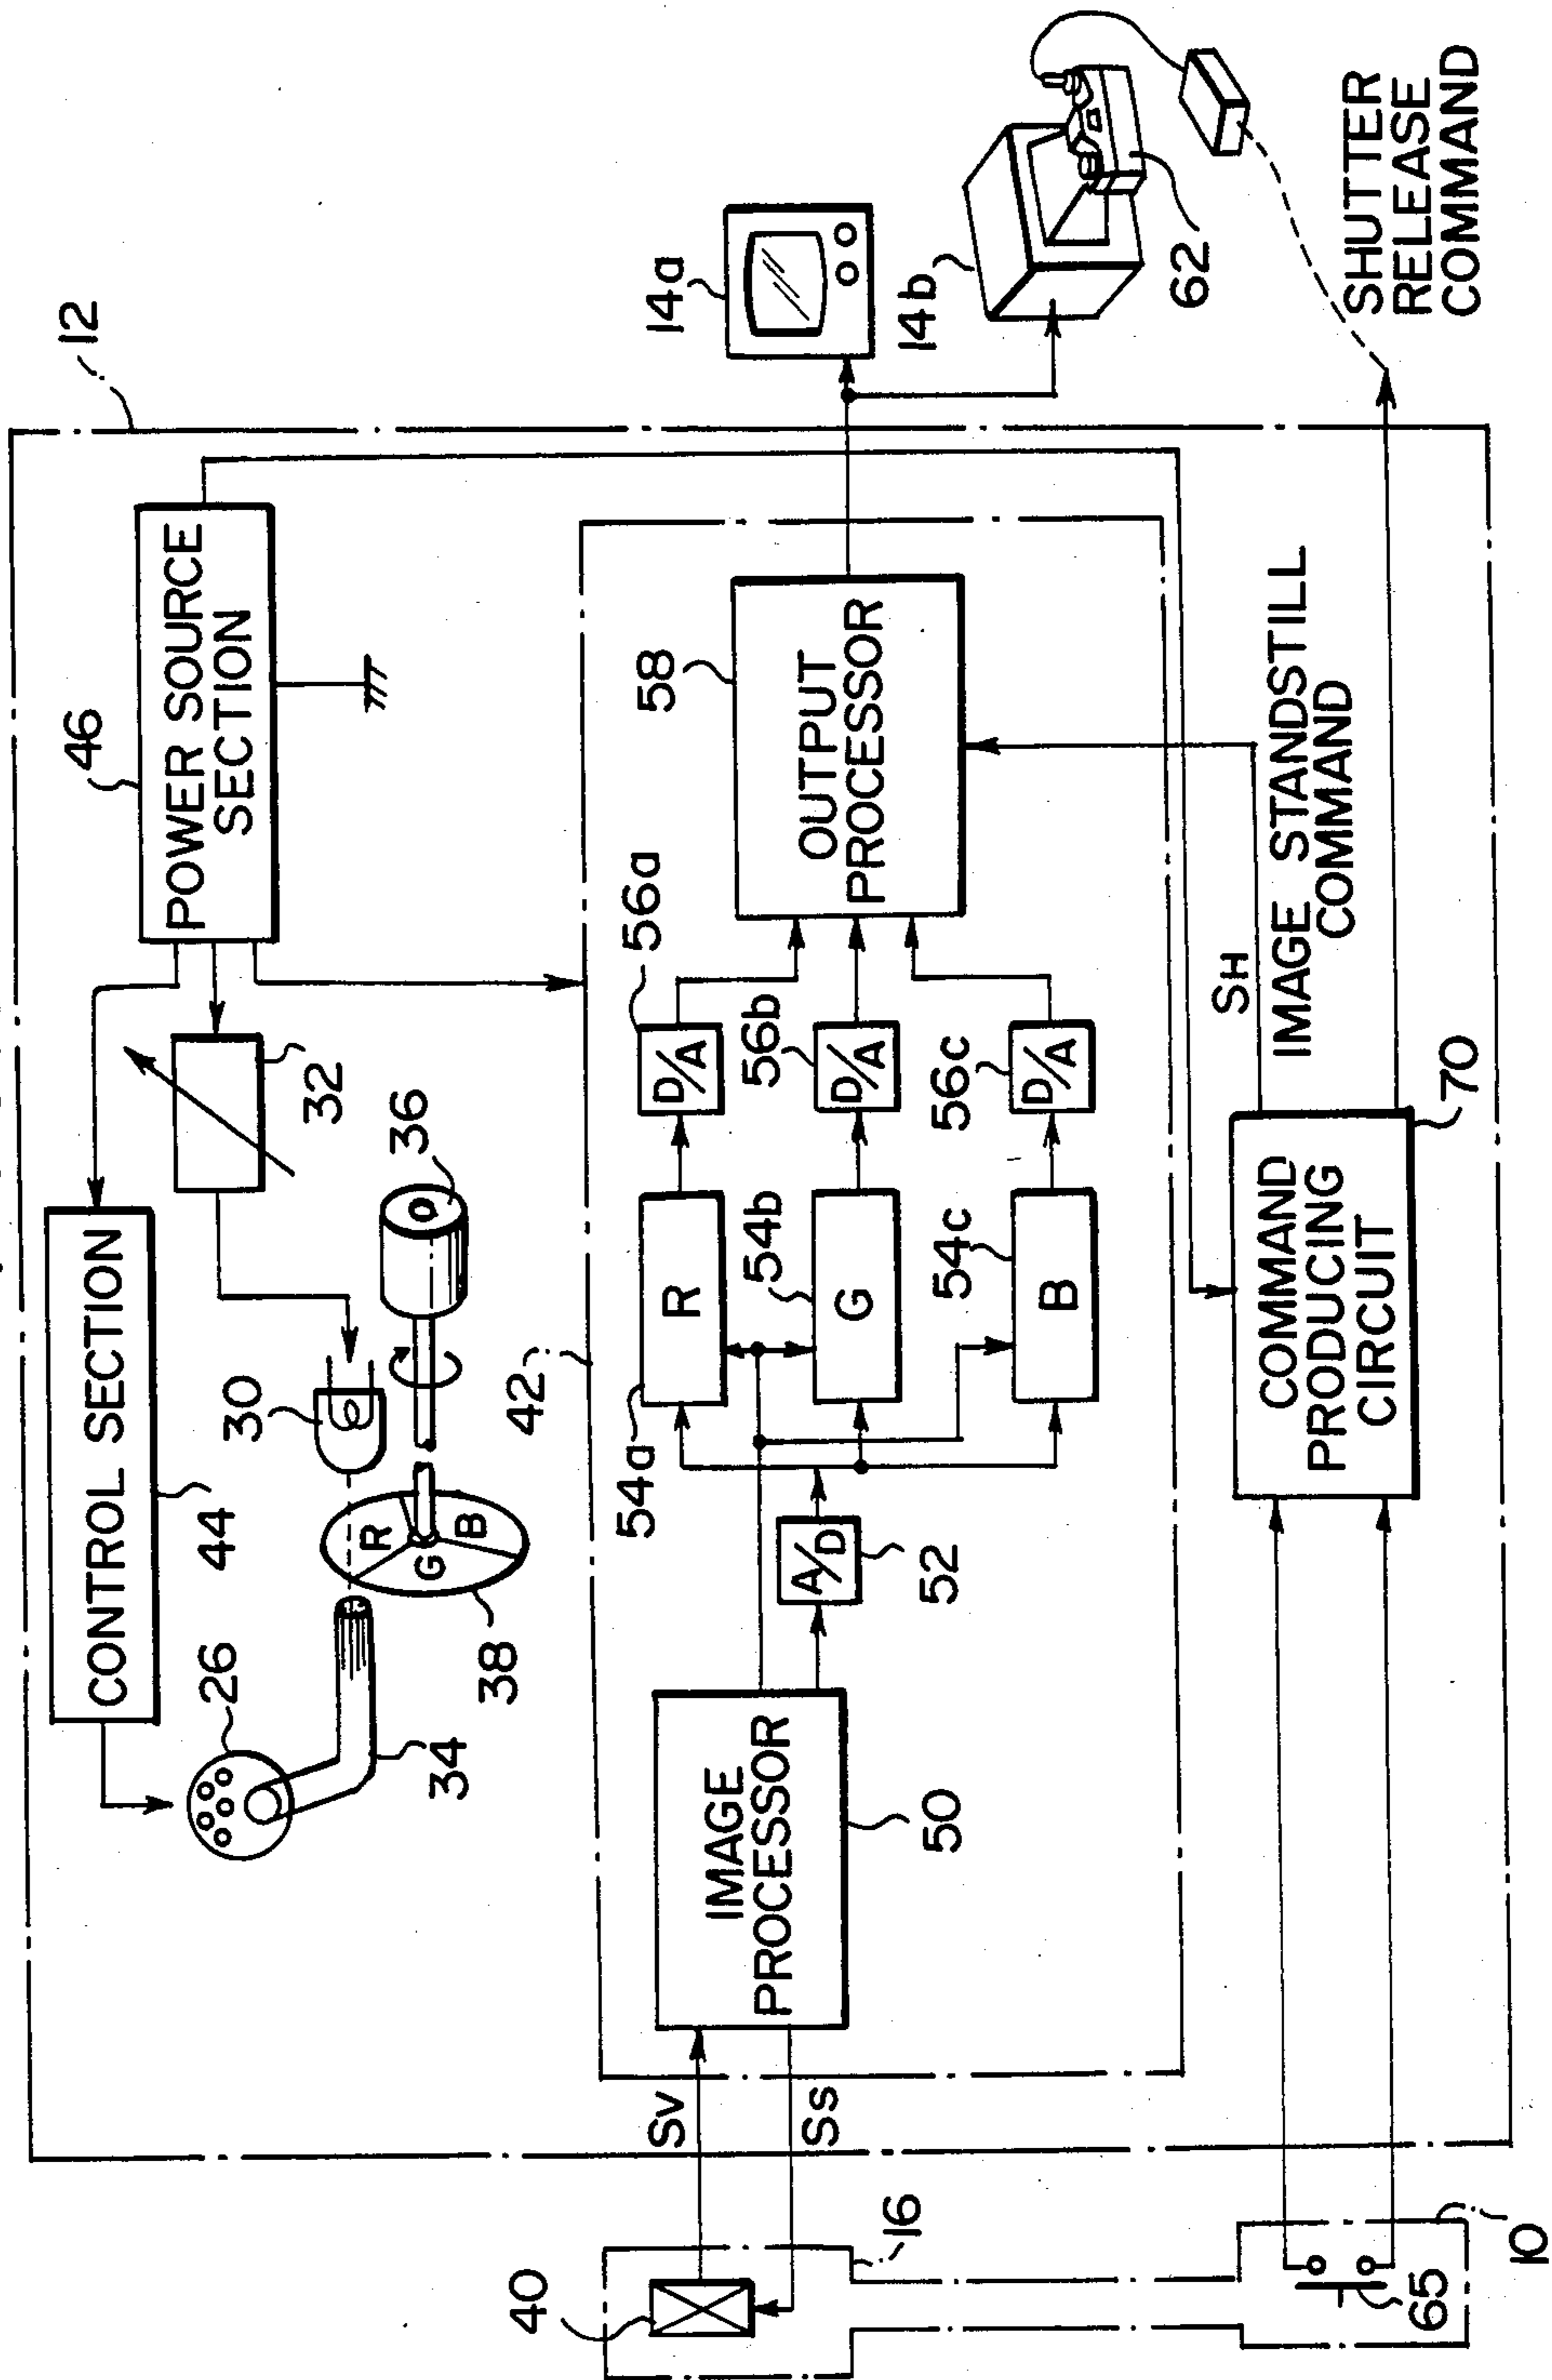 12
46
POWER SOURCE
SECTION
CONTROL SECTION
44
32
30
36
26
R
G
B
38
34
14a
14b
62
SHUTTER
RELEASE
COMMAND
42
58
OUTPUT
PROCESSOR
56a
D/A
56b
D/A
56c
D/A
54a
R
54b
G
54c
B
A/D
52
IMAGE
PROCESSOR
50
Sv
Ss
40
16
SH
IMAGE STANDSTILL
COMMAND
COMMAND
PRODUCING
CIRCUIT
70
65
10